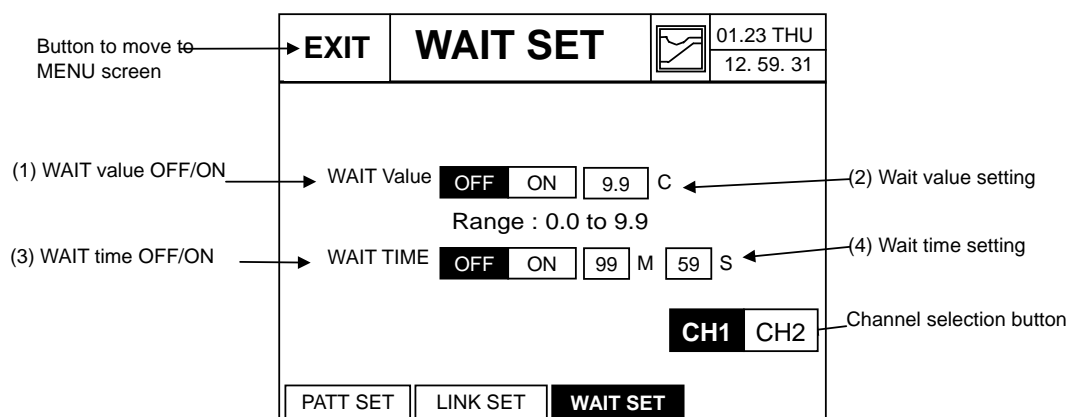 Button to move to
MENU screen
EXIT
WAIT SET
01.23 THU
12. 59. 31
(1) WAIT value OFF/ON
WAIT Value OFF ON 9.9 C
(2) Wait value setting
Range : 0.0 to 9.9
(3) WAIT time OFF/ON
WAIT TIME OFF ON 99 M 59 S
(4) Wait time setting
CH1 CH2
Channel selection button
PATT SET LINK SET WAIT SET